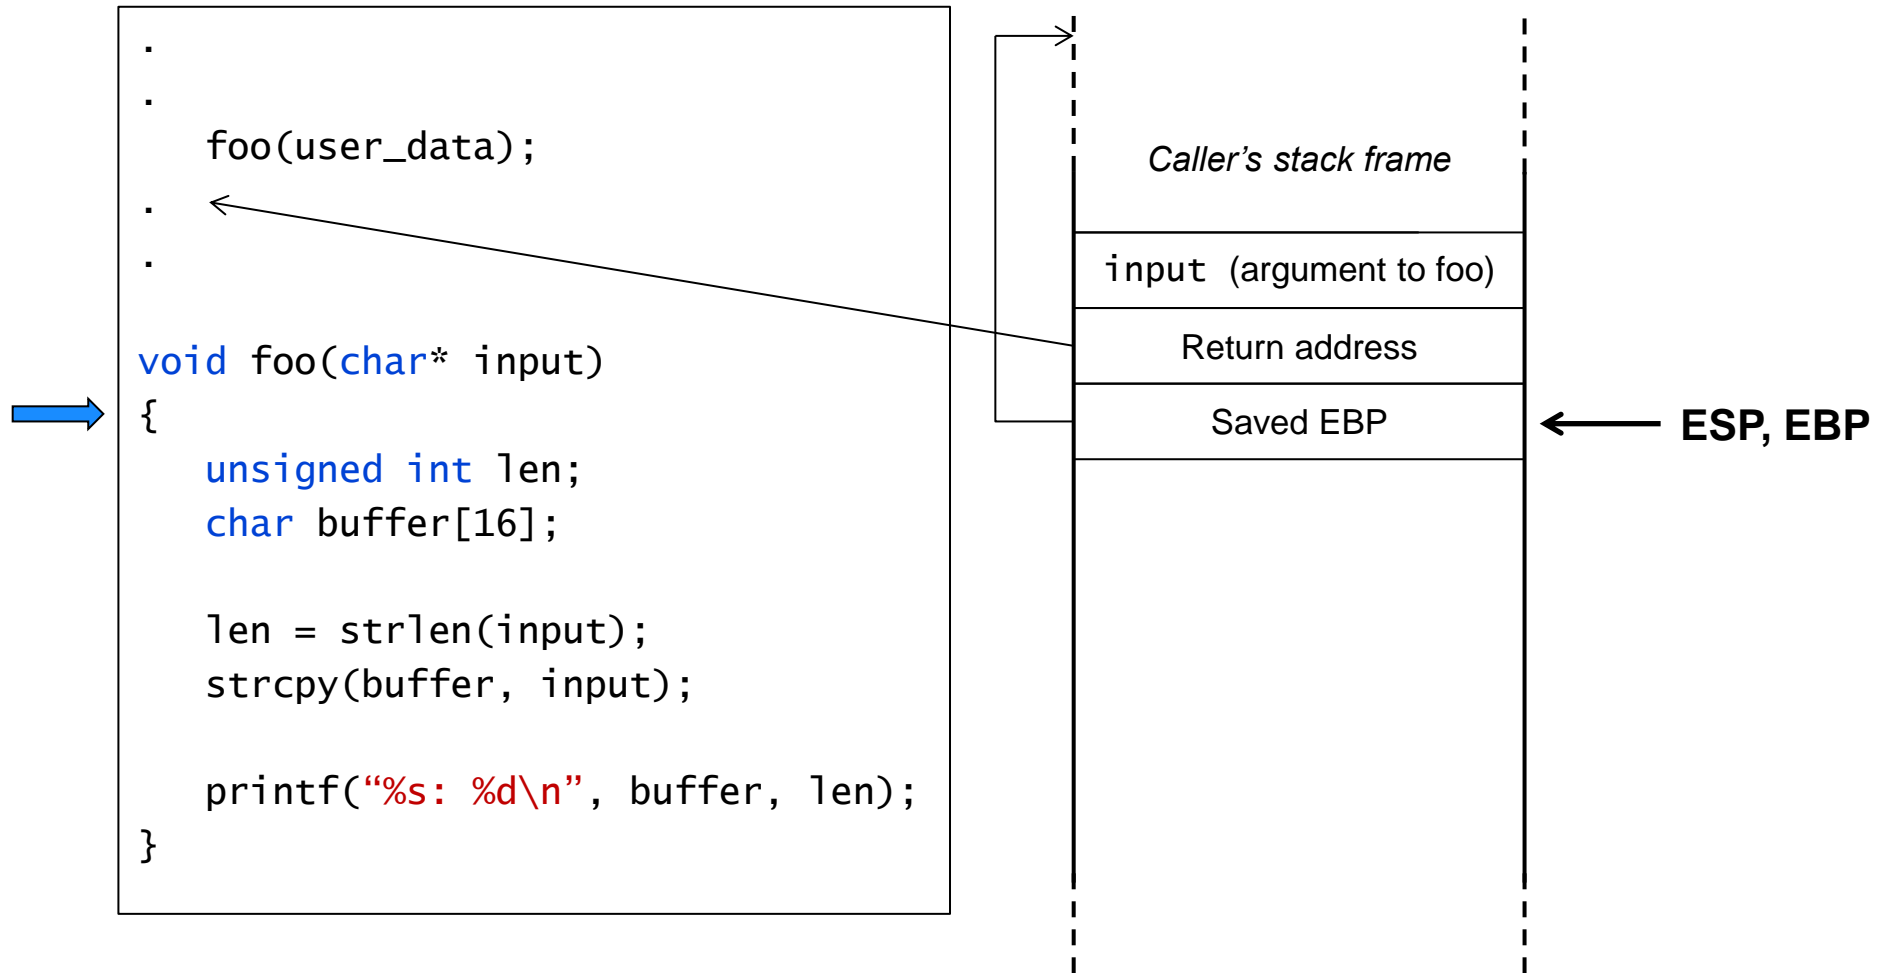 .
.
foo(user_data);
.
.
void foo(char* input)
{
unsigned int len;
char buffer[16];
len = strlen(input);
strcpy(buffer, input);
printf(“%s: %d\n”, buffer, len);
}
Caller’s stack frame
input (argument to foo)
Return address
Saved EBP
ESP, EBP